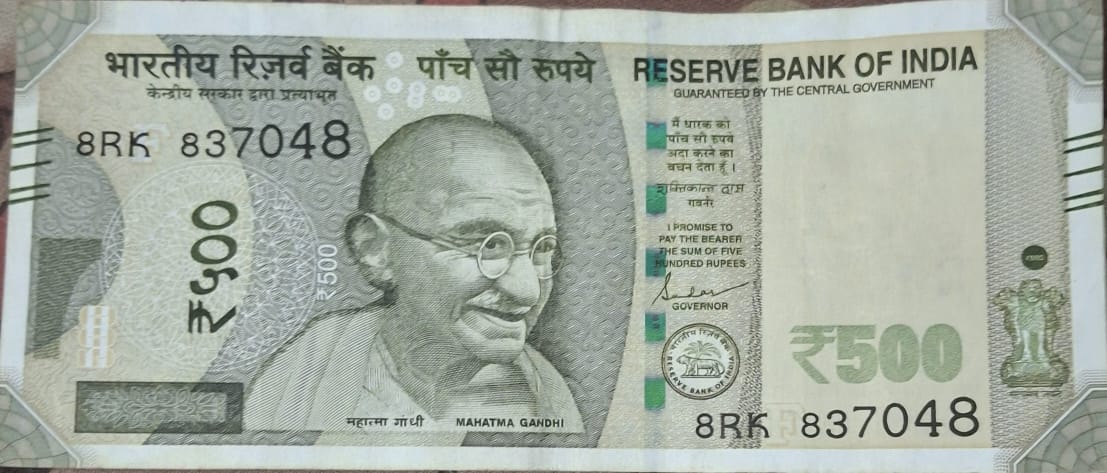 भारतीय रिज़र्व बैंक
केन्द्रीय सरकार द्वारा प्रत्याभूत
पाँच सौ रुपये
RESERVE BANK OF INDIA
GUARANTEED BY THE CENTRAL GOVERNMENT
8RK 837048
₹५००
₹500
मैं धारक को
पाँच सौ रुपये
अदा करने का
वचन देता हूँ।
शक्तिकान्त दास
गवर्नर
I PROMISE TO
PAY THE BEARER
THE SUM OF FIVE
HUNDRED RUPEES
GOVERNOR
भारतीय रिज़र्व बैंक
RESERVE BANK OF INDIA
₹500
महात्मा गांधी
MAHATMA GANDHI
8RK 837048